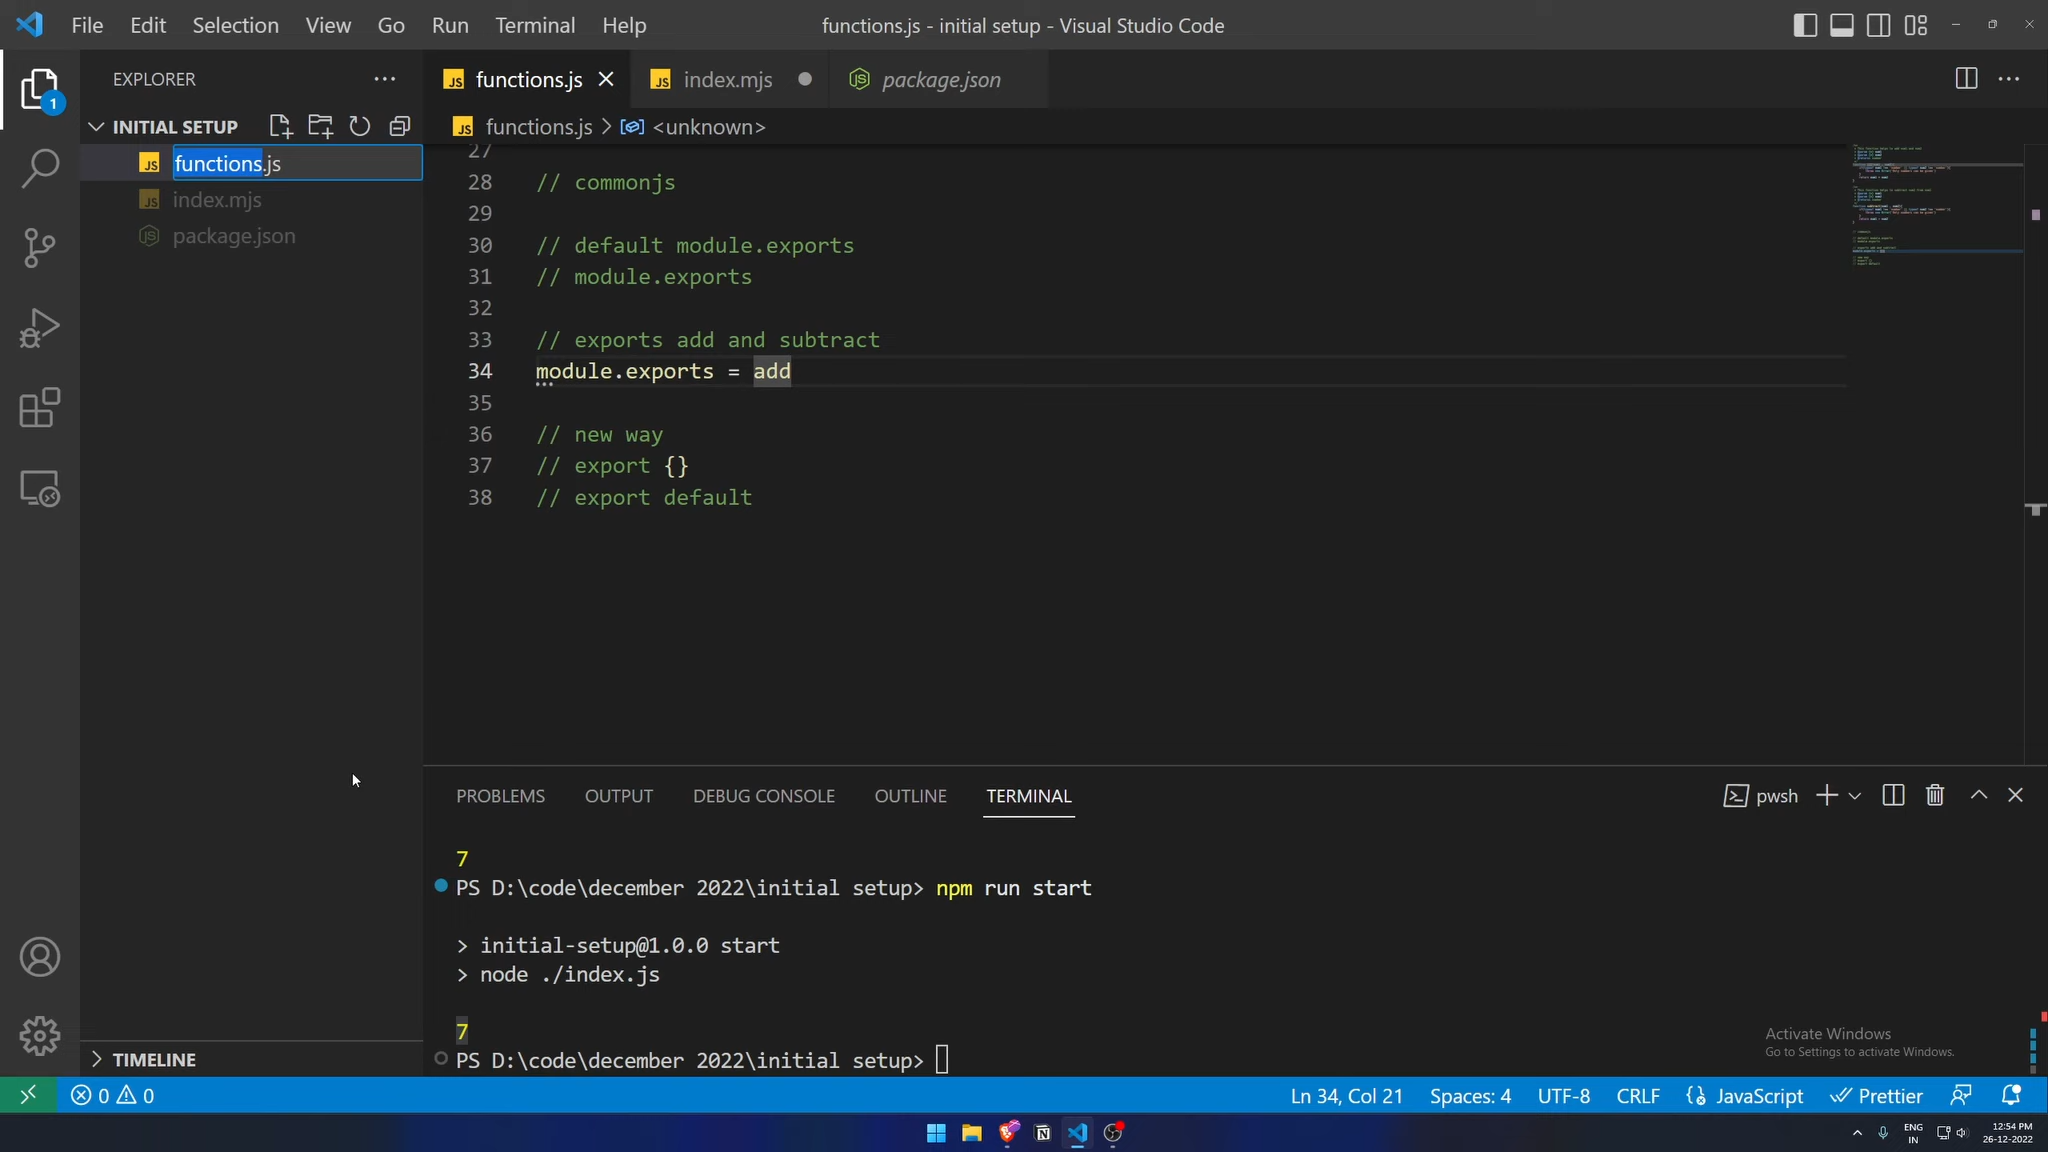 File Edit Selection View Go Run Terminal Help
functions.js - initial setup - Visual Studio Code
EXPLORER
functions.js
index.mjs
package.json
1
INITIAL SETUP
functions.js > <unknown>
functions.js
index.mjs
package.json
27
28 // commonjs
29
30 // default module.exports
31 // module.exports
32
33 // exports add and subtract
34 module.exports = add
35
36 // new way
37 // export {}
38 // export default
PROBLEMS OUTPUT DEBUG CONSOLE OUTLINE TERMINAL
pwsh
7
PS D:\code\december 2022\initial setup> npm run start
> initial-setup@1.0.0 start
> node ./index.js
7
PS D:\code\december 2022\initial setup>
TIMELINE
Activate Windows
Go to Settings to activate Windows.
0 0
Ln 34, Col 21 Spaces: 4 UTF-8 CRLF JavaScript Prettier
ENG
IN
12:54 PM
26-12-2022